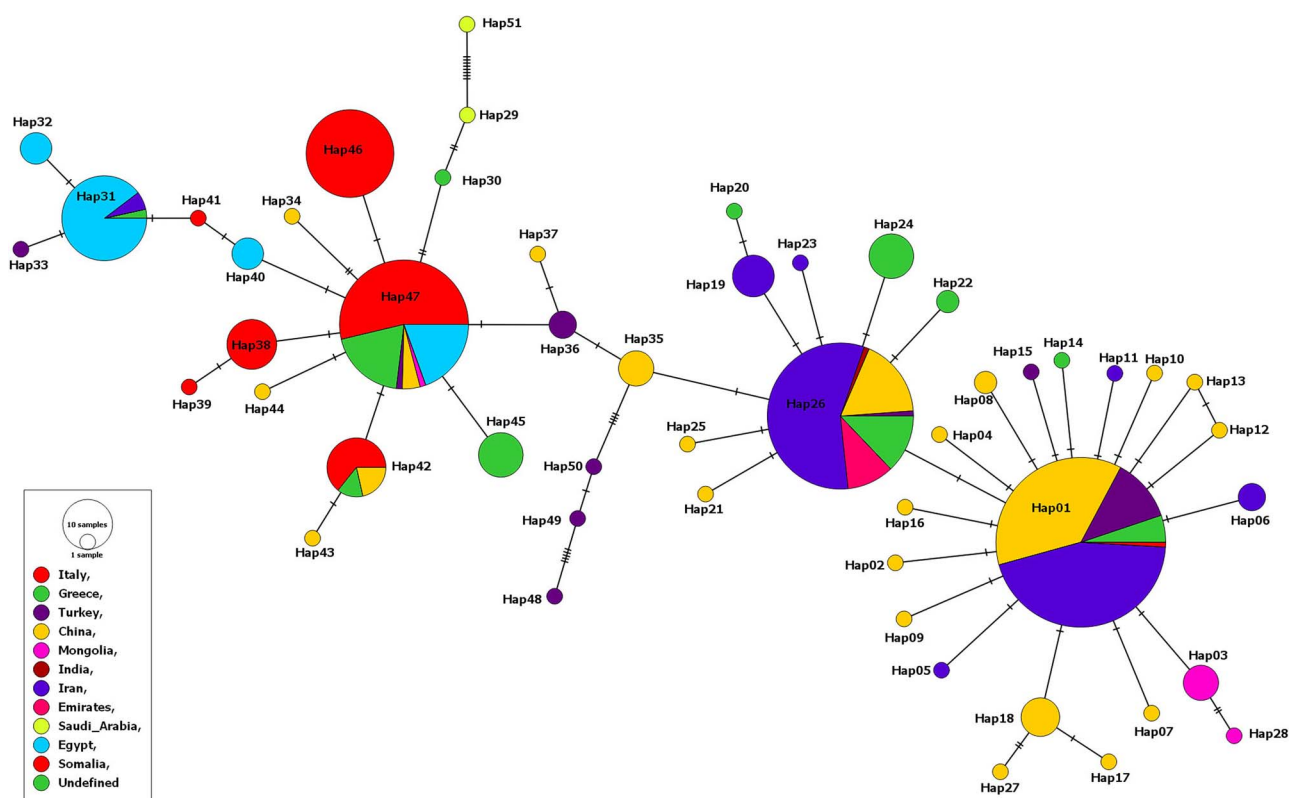 Hap51
Hap29
Hap32
Hap46
Hap31
Hap30
Hap41
Hap34
Hap20
Hap24
Hap37
Hap23
Hap33
Hap40
Hap19
Hap22
Hap47
Hap36
Hap35
Hap38
Hap15
Hap14
Hap11
Hap10
Hap13
Hap08
Hap39
Hap44
Hap26
Hap45
Hap25
Hap04
Hap12
Hap42
Hap50
Hap21
Hap01
Hap16
Hap06
Hap49
Hap43
Hap02
Hap48
Hap09
Hap05
Hap03
Hap18
Hap07
Hap28
Hap17
Hap27
10 samples
1 sample
Italy,
Greece,
Turkey,
China,
Mongolia,
India,
Iran,
Emirates,
Saudi_Arabia,
Egypt,
Somalia,
Undefined